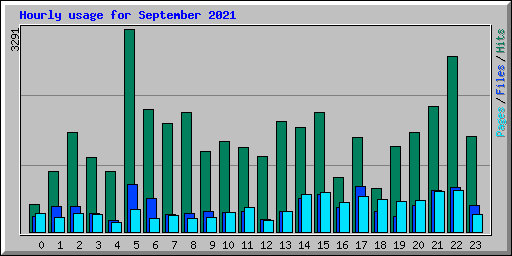 Hourly usage for September 2021
3291
Pages/Files/Hits
0 1 2 3 4 5 6 7 8 9 10 11 12 13 14 15 16 17 18 19 20 21 22 23